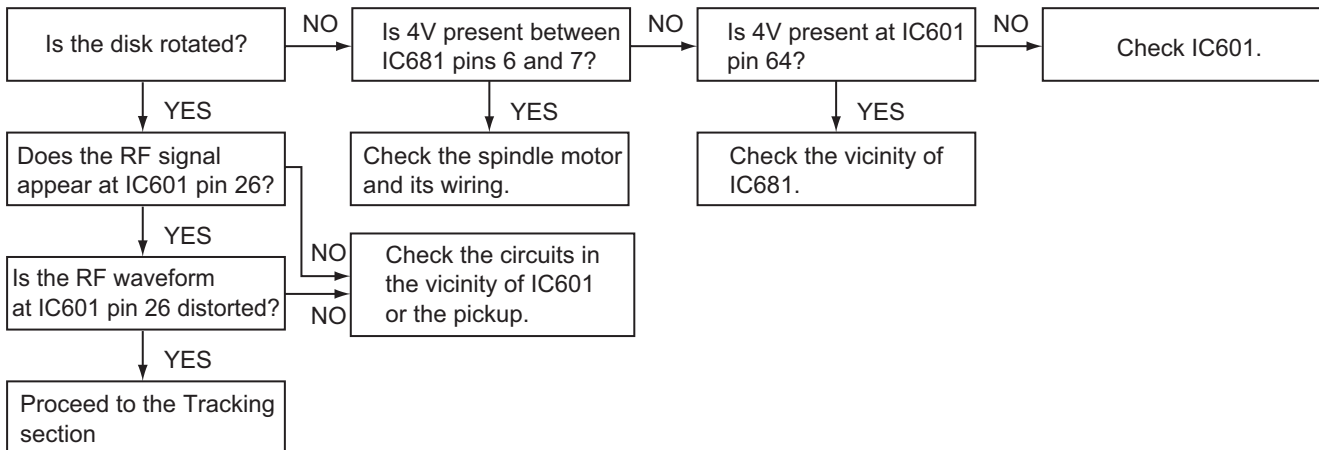 Is the disk rotated?
NO
Is 4V present between
IC681 pins 6 and 7?
NO
Is 4V present at IC601
pin 64?
NO
Check IC601.
YES
YES
YES
Does the RF signal
appear at IC601 pin 26?
Check the spindle motor
and its wiring.
Check the vicinity of
IC681.
YES
NO
Is the RF waveform
at IC601 pin 26 distorted?
NO
Check the circuits in
the vicinity of IC601
or the pickup.
YES
Proceed to the Tracking
section